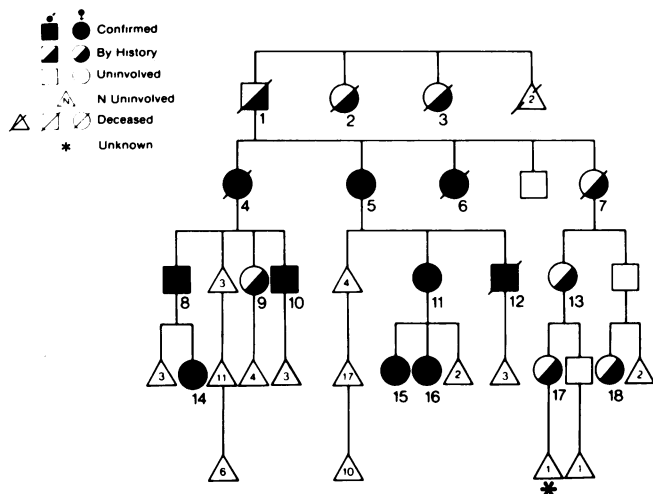 Confirmed
By History
Uninvolved
N N Uninvolved
Deceased
* Unknown
2
1 2 3
4 5 6 7
3 4
8 9 10 11 12 13
3 11 4 3 17 2 3 2
14 15 16 17 18
6 10 1 1
*